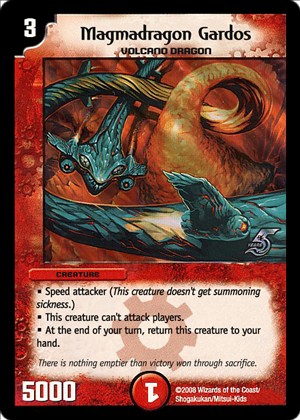 3
Magmadragon Gardos
VOLCANO DRAGON
5
YEARS
CREATURE
▪ Speed attacker (This creature doesn't get summoning
sickness.)
▪ This creature can't attack players.
▪ At the end of your turn, return this creature to your
hand.
There is nothing emptier than victory won through sacrifice.
5000
1
©2008 Wizards of the Coast/
Shogakukan/Mitsui-Kids